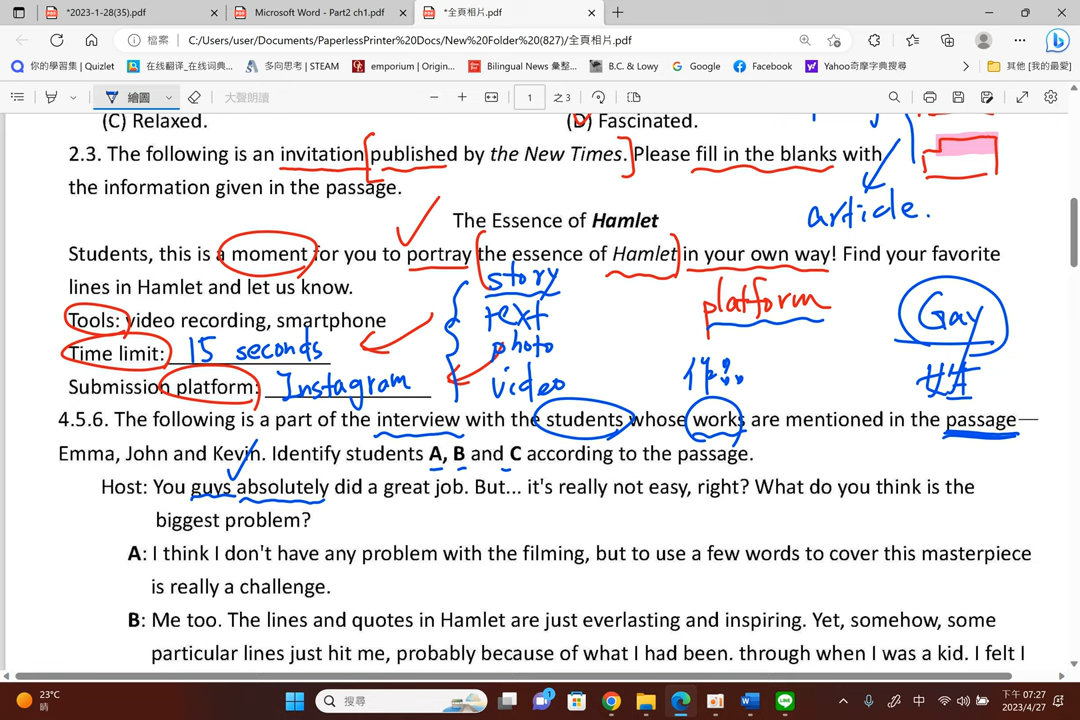 *2023-1-28(35).pdf
Microsoft Word - Part2 ch1.pdf
*全頁相片.pdf
檔案
C:/Users/user/Documents/PaperlessPrinter%20Docs/New%20Folder%20(827)/全頁相片.pdf
你的學習集 | Quizlet
在线翻译_在线词典...
多向思考 | STEAM
emporium | Origin...
Bilingual News 彙整...
B.C. & Lowy
Google
Facebook
Yahoo奇摩字典搜尋
其他 [我的最愛]
繪圖
大聲朗讀
1
之 3
(C) Relaxed.
(D) Fascinated.
2.3. The following is an invitation [published by the New Times.] Please fill in the blanks with
the information given in the passage.
article.
The Essence of Hamlet
Students, this is a moment for you to portray the essence of Hamlet in your own way! Find your favorite
lines in Hamlet and let us know.
story
platform
Gay
Tools: video recording, smartphone
text
Time limit: 15 seconds
photo
Submission platform: Instagram
video
4.5.6. The following is a part of the interview with the students whose works are mentioned in the passage—
Emma, John and Kevin. Identify students A, B and C according to the passage.
Host: You guys absolutely did a great job. But... it's really not easy, right? What do you think is the
biggest problem?
A: I think I don't have any problem with the filming, but to use a few words to cover this masterpiece
is really a challenge.
B: Me too. The lines and quotes in Hamlet are just everlasting and inspiring. Yet, somehow, some
particular lines just hit me, probably because of what I had been. through when I was a kid. I felt I
23°C
晴
搜尋
1
中
下午 07:27
2023/4/27